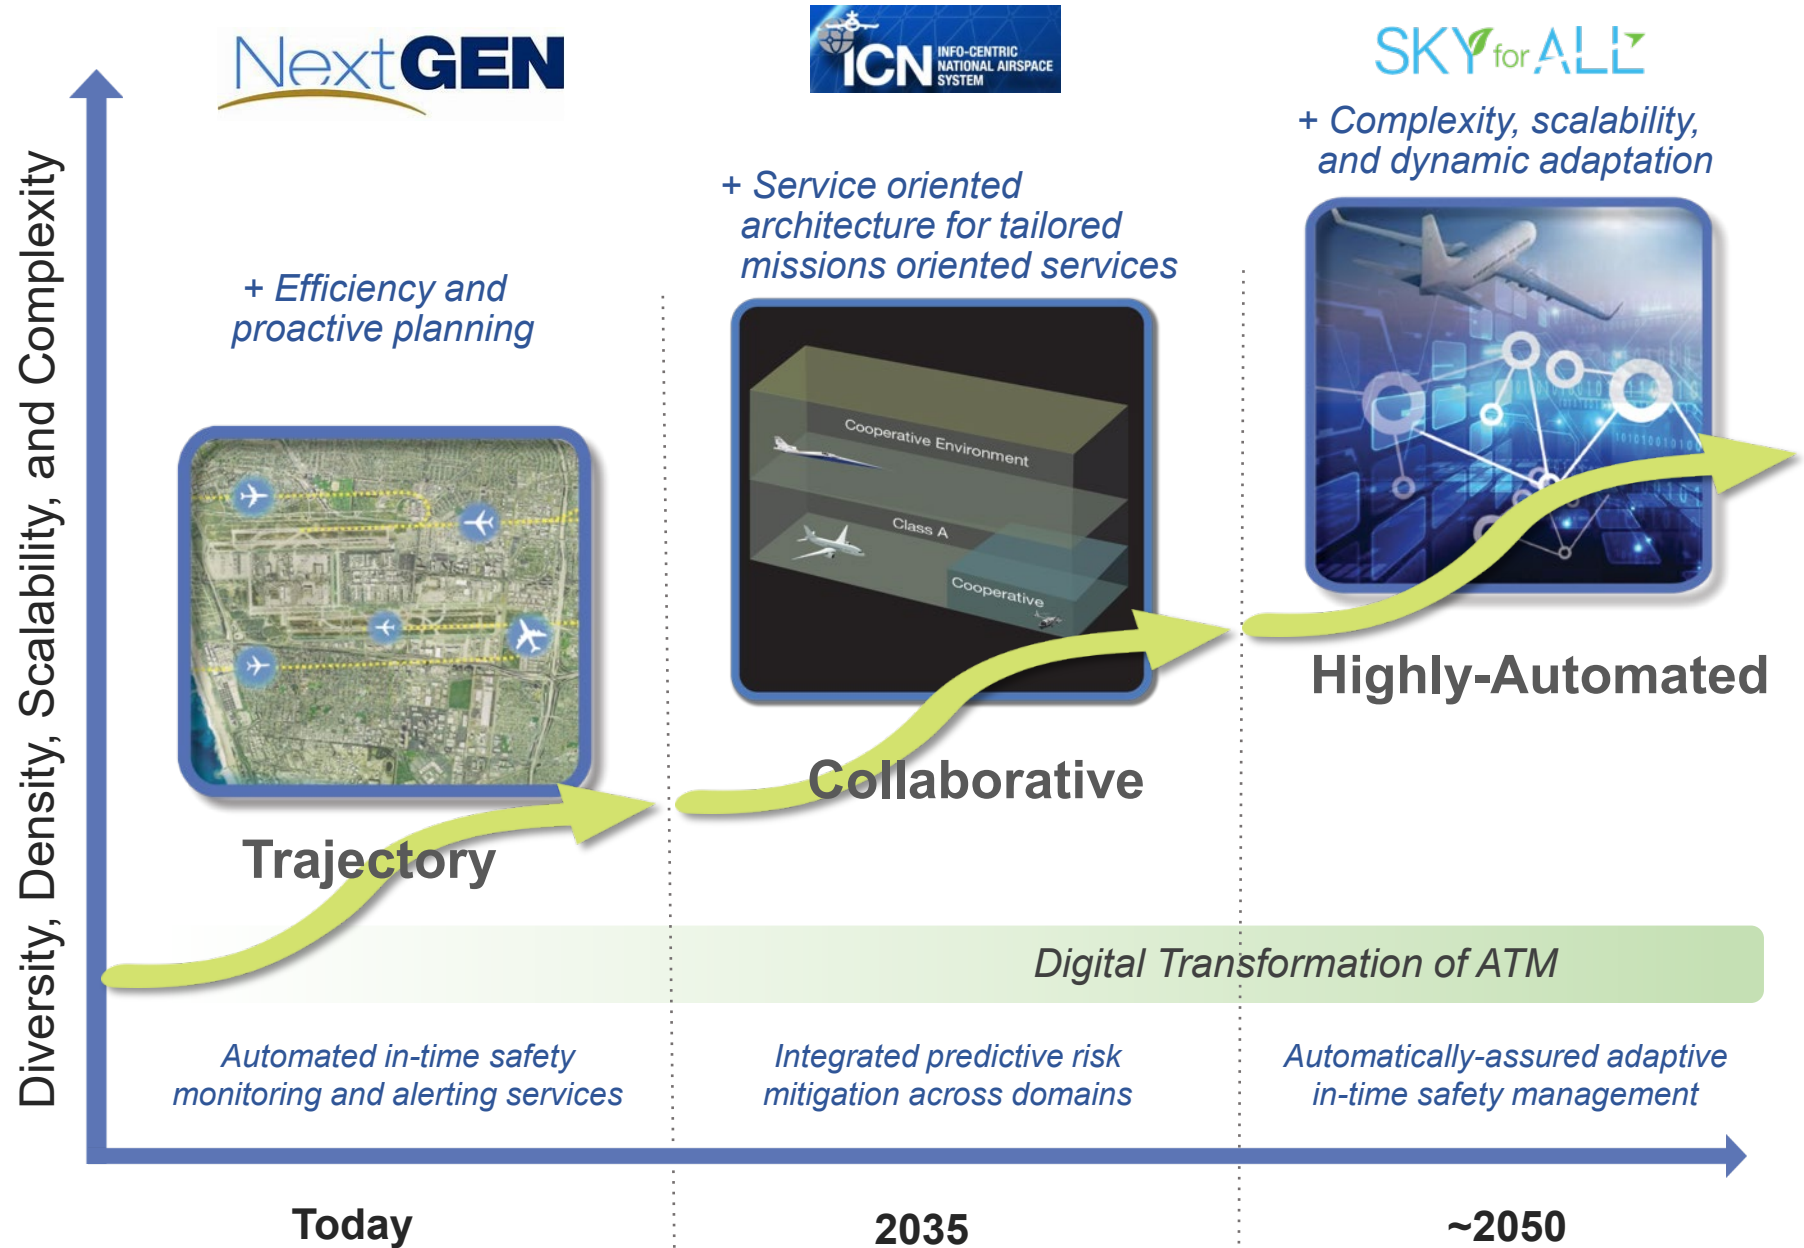 NextGEN
ICN
INFO-CENTRIC
NATIONAL AIRSPACE
SYSTEM
SKY for ALL
+ Complexity, scalability,
and dynamic adaptation
+ Service oriented
architecture for tailored
missions oriented services
+ Efficiency and
proactive planning
Diversity, Density, Scalability, and Complexity
Cooperative Environment
Class A
Cooperative
Trajectory
Collaborative
Highly-Automated
Digital Transformation of ATM
Automated in-time safety
monitoring and alerting services
Integrated predictive risk
mitigation across domains
Automatically-assured adaptive
in-time safety management
Today
2035
~2050